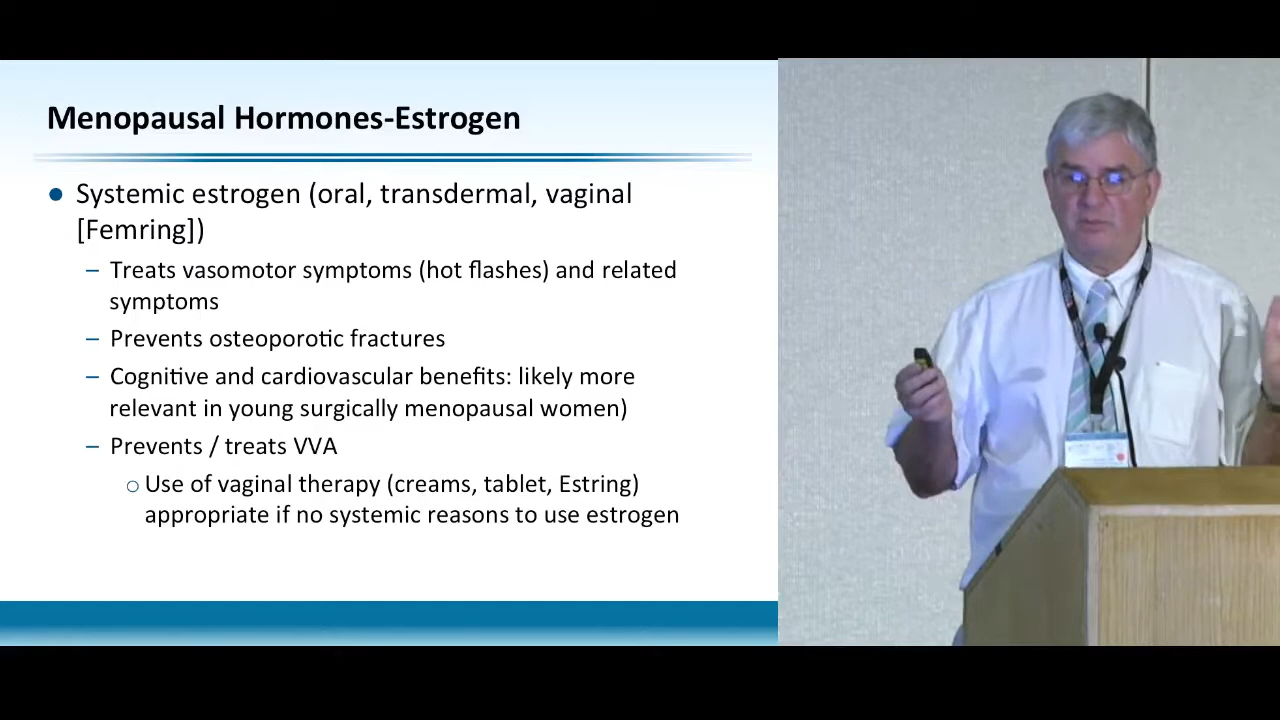 Menopausal Hormones-Estrogen
● Systemic estrogen (oral, transdermal, vaginal
[Femring])
– Treats vasomotor symptoms (hot flashes) and related
symptoms
– Prevents osteoporotic fractures
– Cognitive and cardiovascular benefits: likely more
relevant in young surgically menopausal women)
– Prevents / treats VVA
○ Use of vaginal therapy (creams, tablet, Estring)
appropriate if no systemic reasons to use estrogen